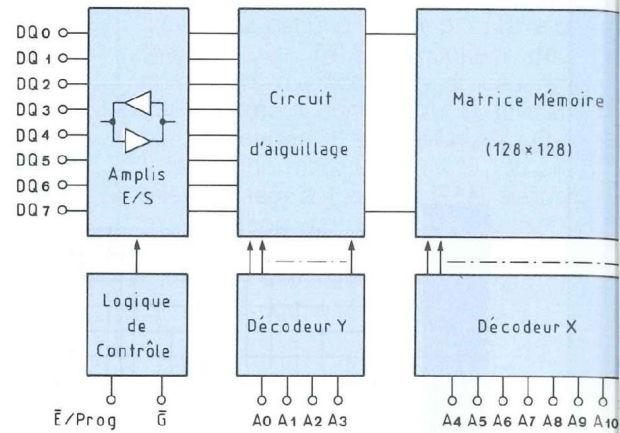 DQ0
DQ1
DQ2
DQ3
DQ4
DQ5
DQ6
DQ7
Amplis
E/S
Circuit
d'aiguillage
Matrice Mémoire
(128×128)
Logique
de
Contrôle
Décodeur Y
Décodeur X
E̅/Prog G̅ A0 A1 A2 A3 A4 A5 A6 A7 A8 A9 A10